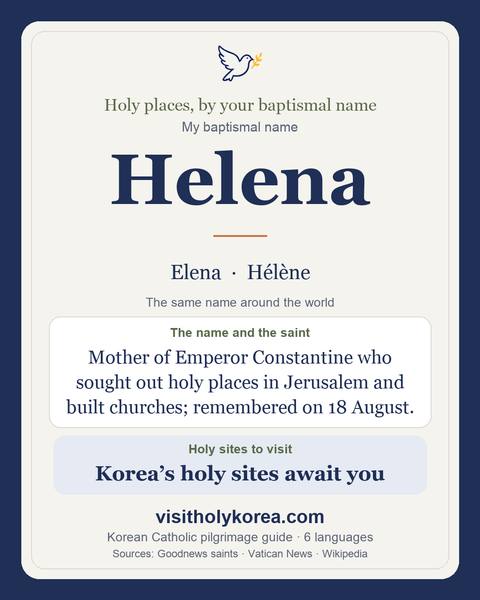 Holy places, by your baptismal name
My baptismal name
Helena
Elena · Hélène
The same name around the world
The name and the saint
Mother of Emperor Constantine who
sought out holy places in Jerusalem and
built churches; remembered on 18 August.
Holy sites to visit
Korea’s holy sites await you
visitholykorea.com
Korean Catholic pilgrimage guide · 6 languages
Sources: Goodnews saints · Vatican News · Wikipedia